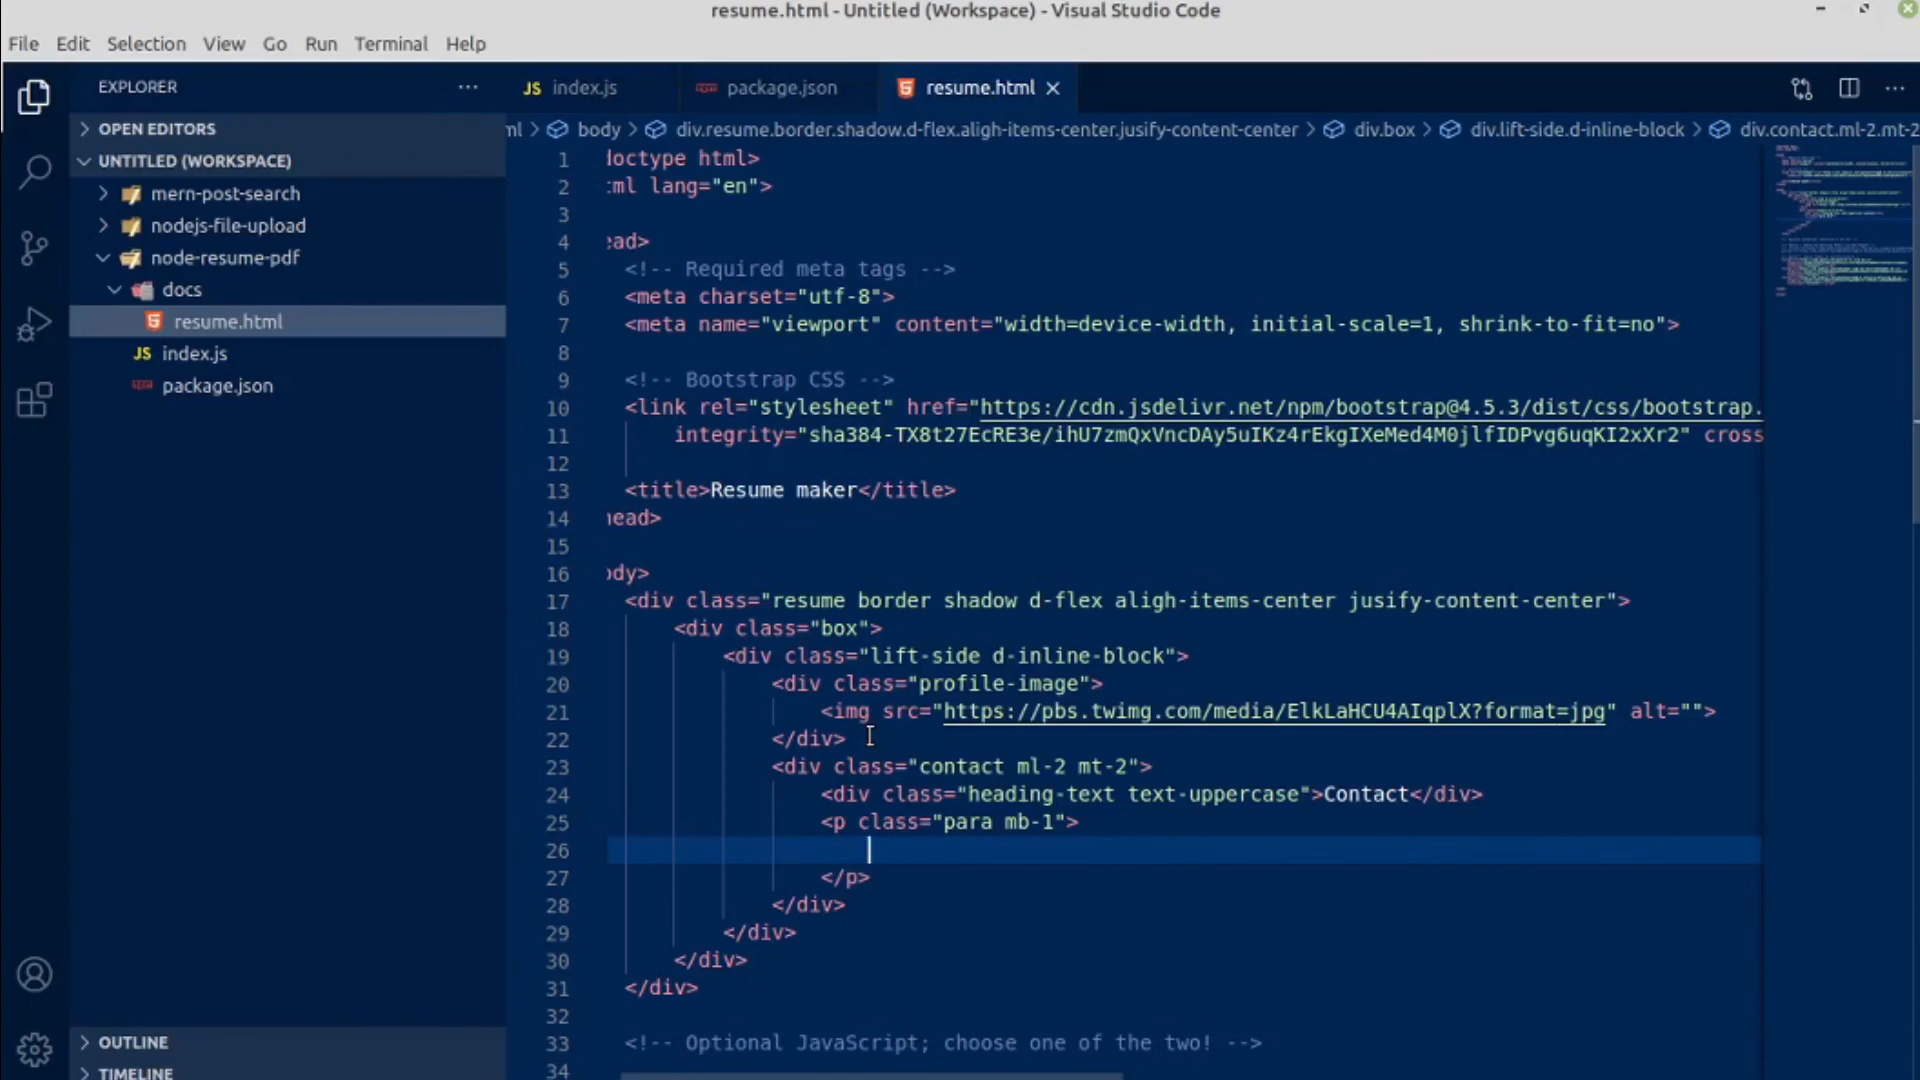 resume.html - Untitled (Workspace) - Visual Studio Code
File Edit Selection View Go Run Terminal Help
EXPLORER
OPEN EDITORS
UNTITLED (WORKSPACE)
mern-post-search
nodejs-file-upload
node-resume-pdf
docs
resume.html
index.js
package.json
OUTLINE
TIMELINE
index.js package.json resume.html
ml > body > div.resume.border.shadow.d-flex.aligh-items-center.jusify-content-center > div.box > div.lift-side.d-inline-block > div.contact.ml-2.mt-2
1 loctype html>
2 :ml lang="en">
3
4 ead>
5 <!-- Required meta tags -->
6 <meta charset="utf-8">
7 <meta name="viewport" content="width=device-width, initial-scale=1, shrink-to-fit=no">
8
9 <!-- Bootstrap CSS -->
10 <link rel="stylesheet" href="https://cdn.jsdelivr.net/npm/bootstrap@4.5.3/dist/css/bootstrap.
11 integrity="sha384-TX8t27EcRE3e/ihU7zmQxVncDAy5uIKz4rEkgIXeMed4M0jlfIDPvg6uqKI2xXr2" cross
12
13 <title>Resume maker</title>
14 head>
15
16 ody>
17 <div class="resume border shadow d-flex aligh-items-center jusify-content-center">
18 <div class="box">
19 <div class="lift-side d-inline-block">
20 <div class="profile-image">
21 <img src="https://pbs.twimg.com/media/ElkLaHCU4AIqplX?format=jpg" alt="">
22 </div>
23 <div class="contact ml-2 mt-2">
24 <div class="heading-text text-uppercase">Contact</div>
25 <p class="para mb-1">
26
27 </p>
28 </div>
29 </div>
30 </div>
31 </div>
32
33 <!-- Optional JavaScript; choose one of the two! -->
34